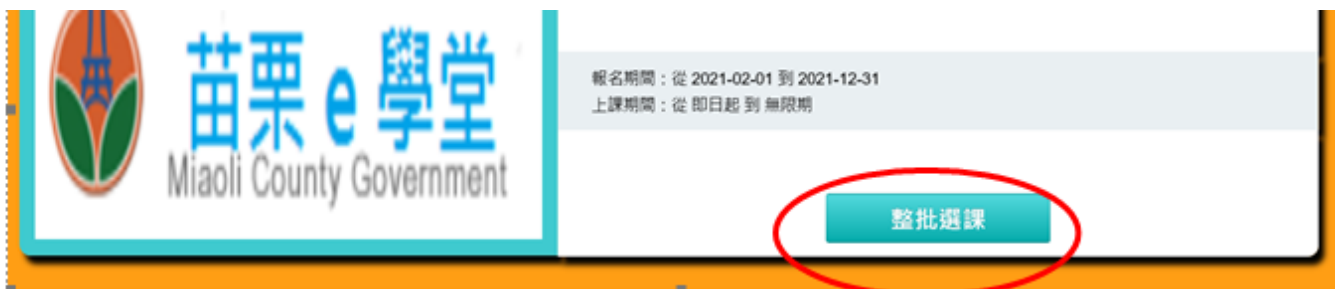 苗栗 e 學堂
Miaoli County Government
報名期間：從 2021-02-01 到 2021-12-31
上課期間：從 即日起 到 無限期
整批選課